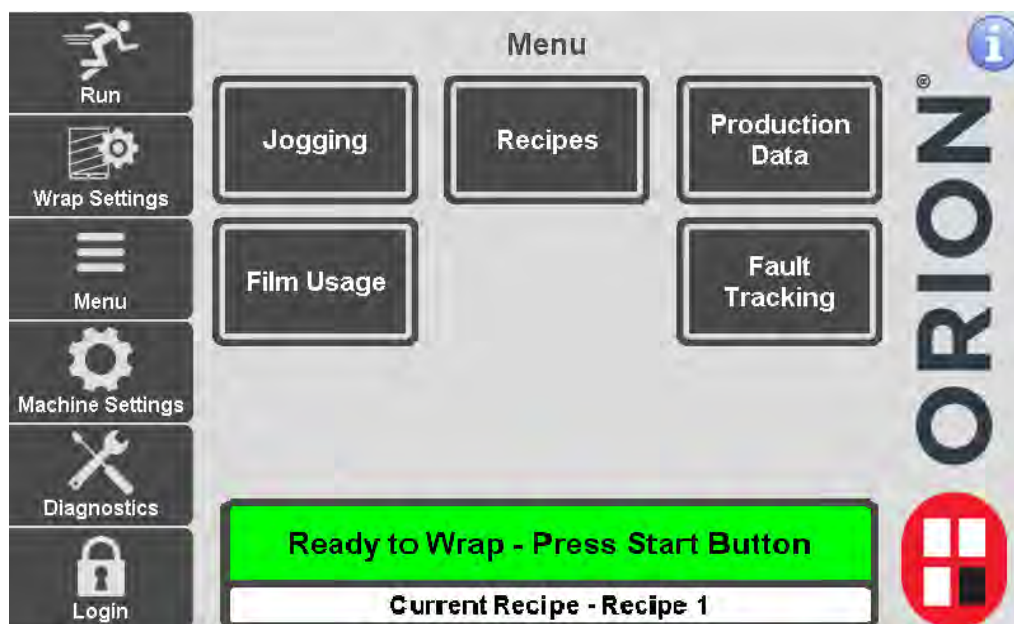 Run
Wrap Settings
Menu
Machine Settings
Diagnostics
Login
Menu
Jogging
Recipes
Production
Data
Film Usage
Fault
Tracking
Ready to Wrap - Press Start Button
Current Recipe - Recipe 1
i
ORION®